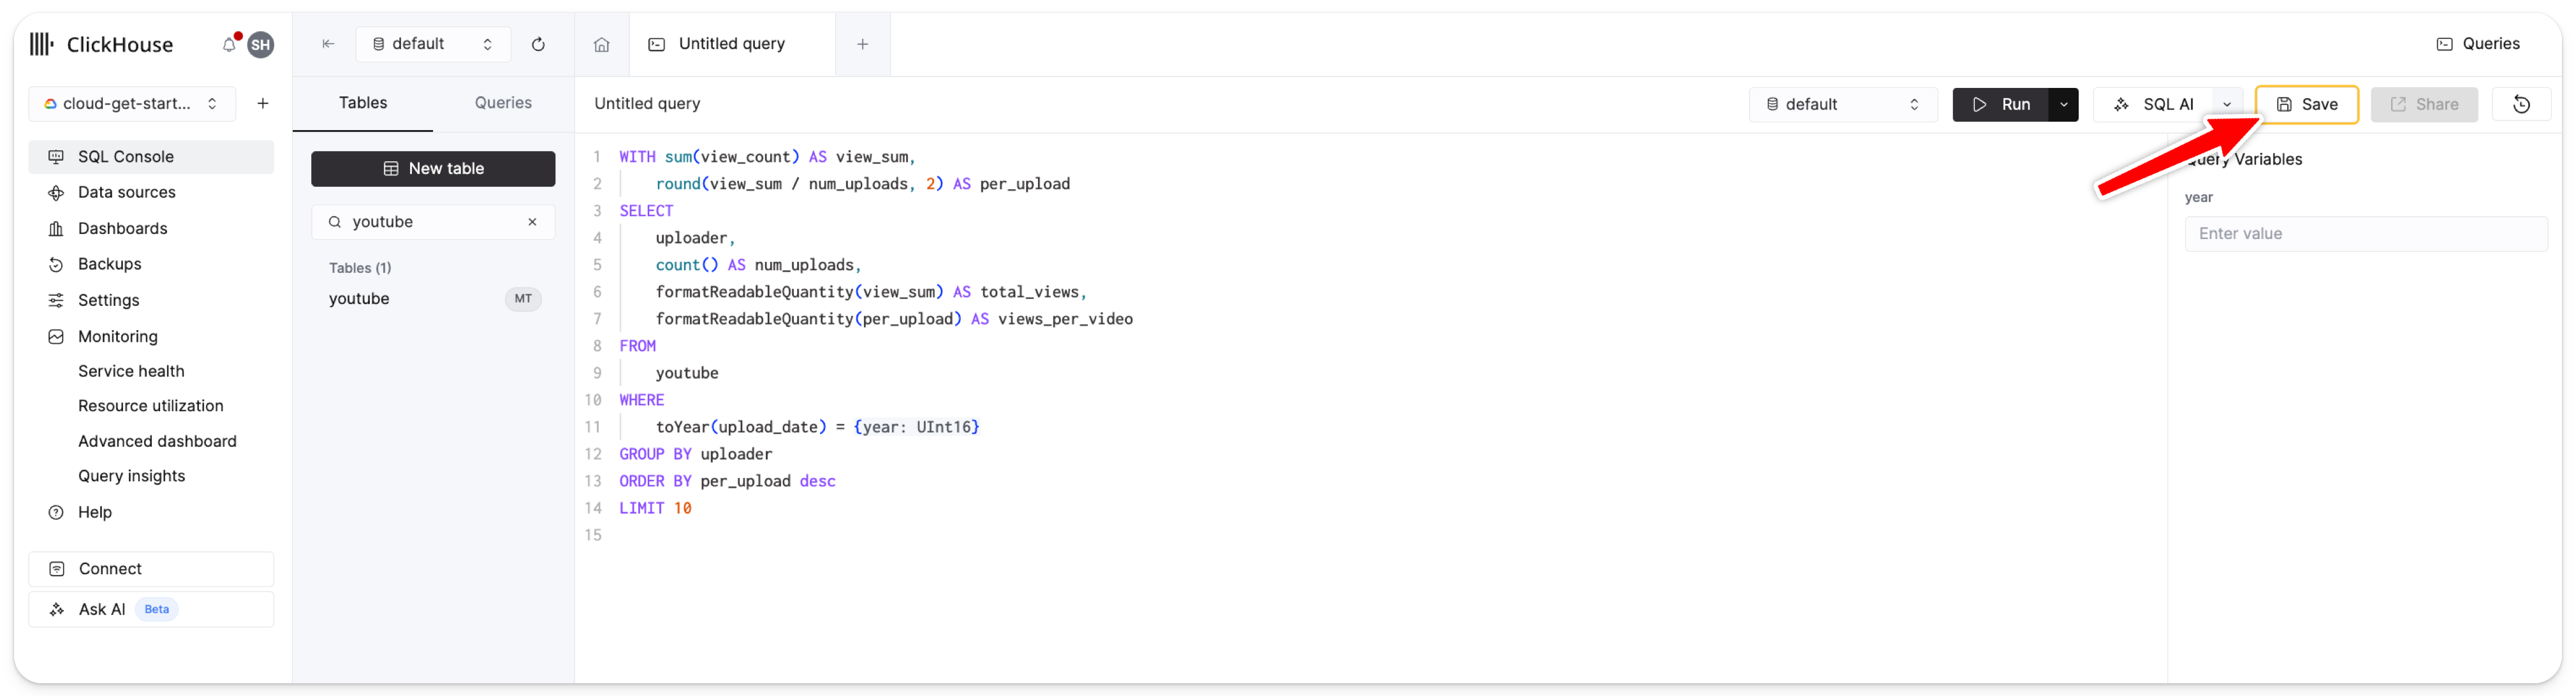 ClickHouse
SH
default
Untitled query
Queries
cloud-get-start...
Tables
Queries
Untitled query
default
Run
SQL AI
Save
Share
SQL Console
Data sources
Dashboards
Backups
Settings
Monitoring
Service health
Resource utilization
Advanced dashboard
Query insights
Help
Connect
Ask AI Beta
New table
youtube
Tables (1)
youtube MT
1 WITH sum(view_count) AS view_sum,
2 round(view_sum / num_uploads, 2) AS per_upload
3 SELECT
4 uploader,
5 count() AS num_uploads,
6 formatReadableQuantity(view_sum) AS total_views,
7 formatReadableQuantity(per_upload) AS views_per_video
8 FROM
9 youtube
10 WHERE
11 toYear(upload_date) = {year: UInt16}
12 GROUP BY uploader
13 ORDER BY per_upload desc
14 LIMIT 10
15
Query Variables
year
Enter value